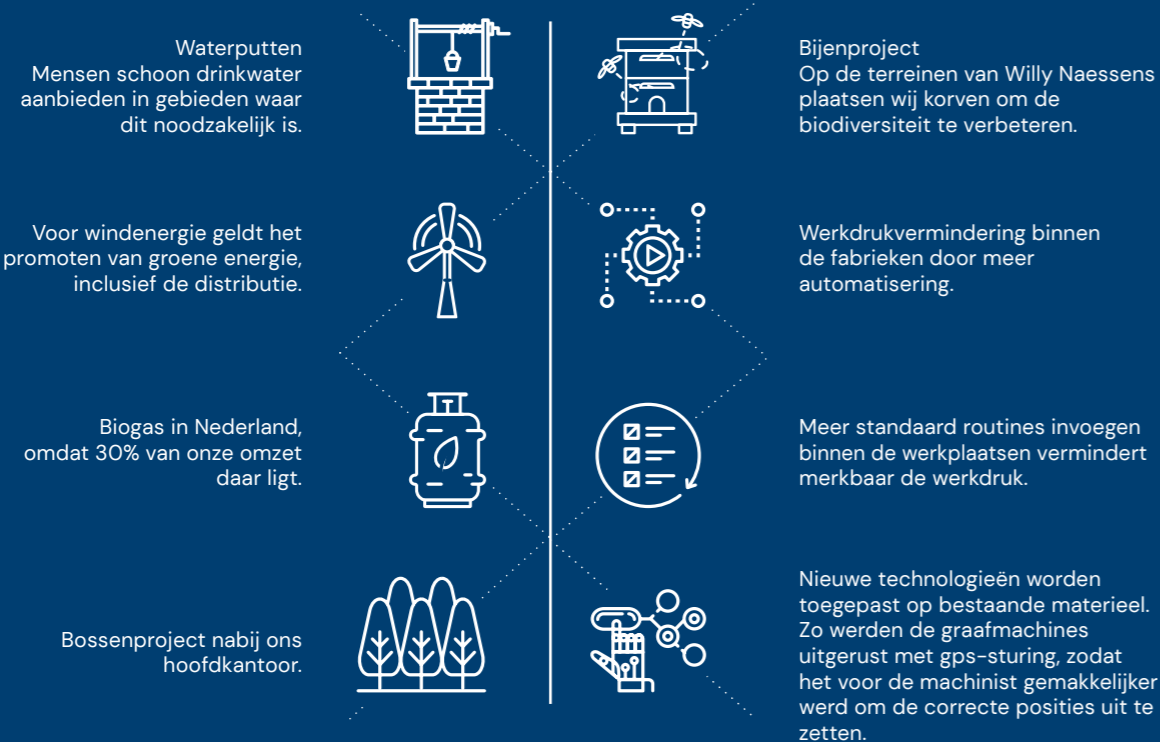 Waterputten
Mensen schoon drinkwater
aanbieden in gebieden waar
dit noodzakelijk is.
Voor windenergie geldt het
promoten van groene energie,
inclusief de distributie.
Biogas in Nederland,
omdat 30% van onze omzet
daar ligt.
Bossenproject nabij ons
hoofdkantoor.
Bijenproject
Op de terreinen van Willy Naessens
plaatsen wij korven om de
biodiversiteit te verbeteren.
Werkdrukvermindering binnen
de fabrieken door meer
automatisering.
Meer standaard routines invoegen
binnen de werkplaatsen vermindert
merkbaar de werkdruk.
Nieuwe technologieën worden
toegepast op bestaande materieel.
Zo werden de graafmachines
uitgerust met gps-sturing, zodat
het voor de machinist gemakkelijker
werd om de correcte posities uit te
zetten.